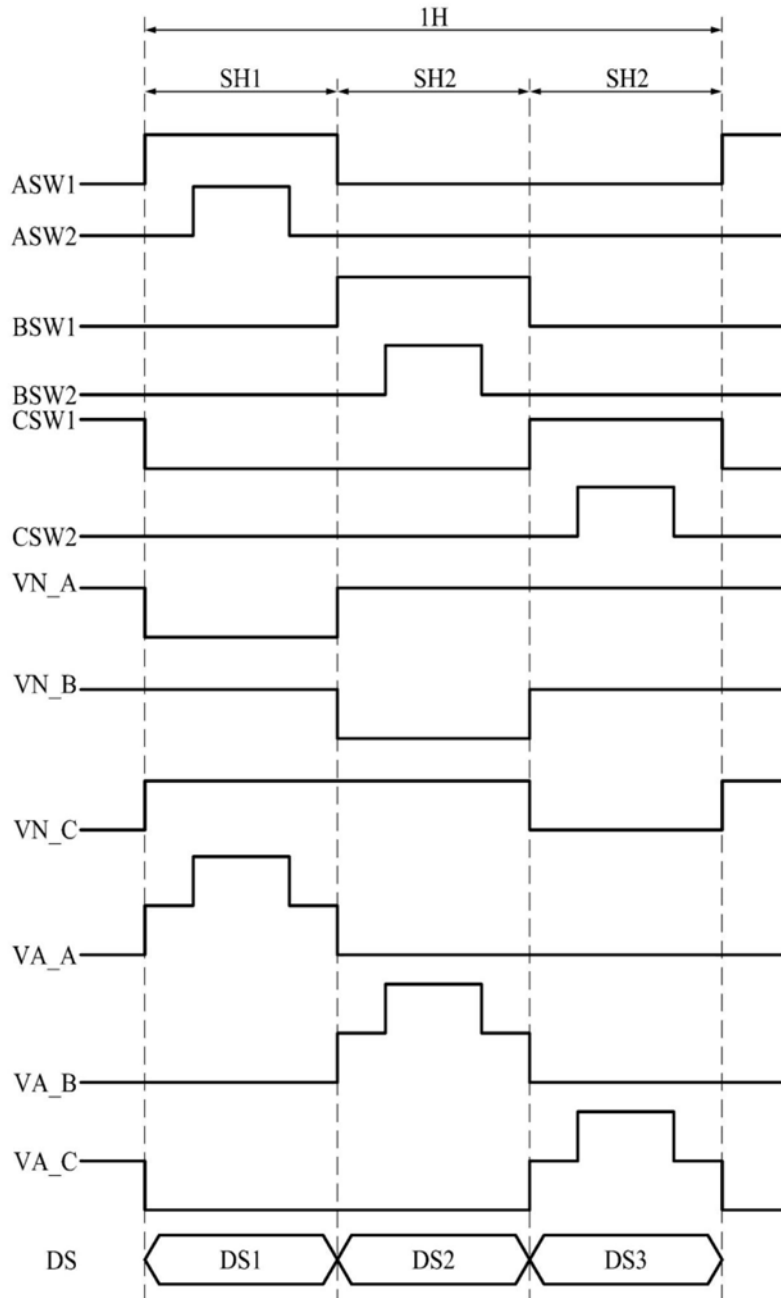 1H
SH1 SH2 SH2
ASW1
ASW2
BSW1
BSW2
CSW1
CSW2
VN_A
VN_B
VN_C
VA_A
VA_B
VA_C
DS DS1 DS2 DS3